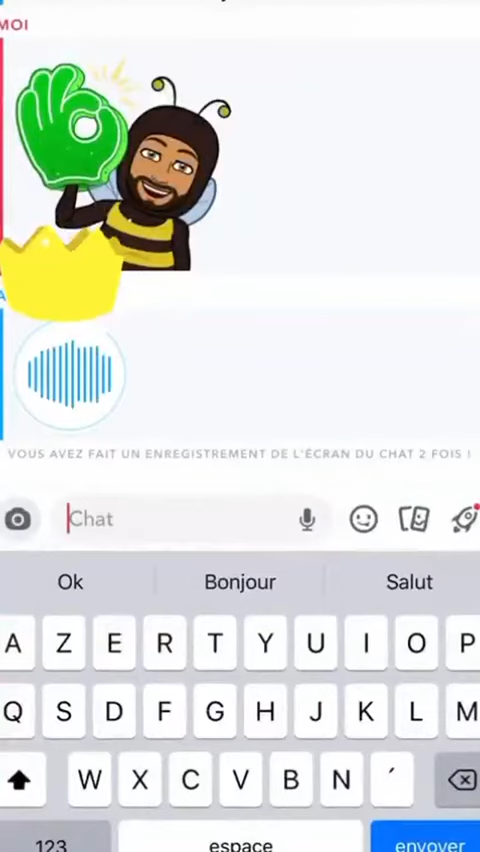 MOI
VOUS AVEZ FAIT UN ENREGISTREMENT DE L'ÉCRAN DU CHAT 2 FOIS !
Chat
Ok Bonjour Salut
A Z E R T Y U I O P
Q S D F G H J K L M
W X C V B N ´
123 espace envoyer